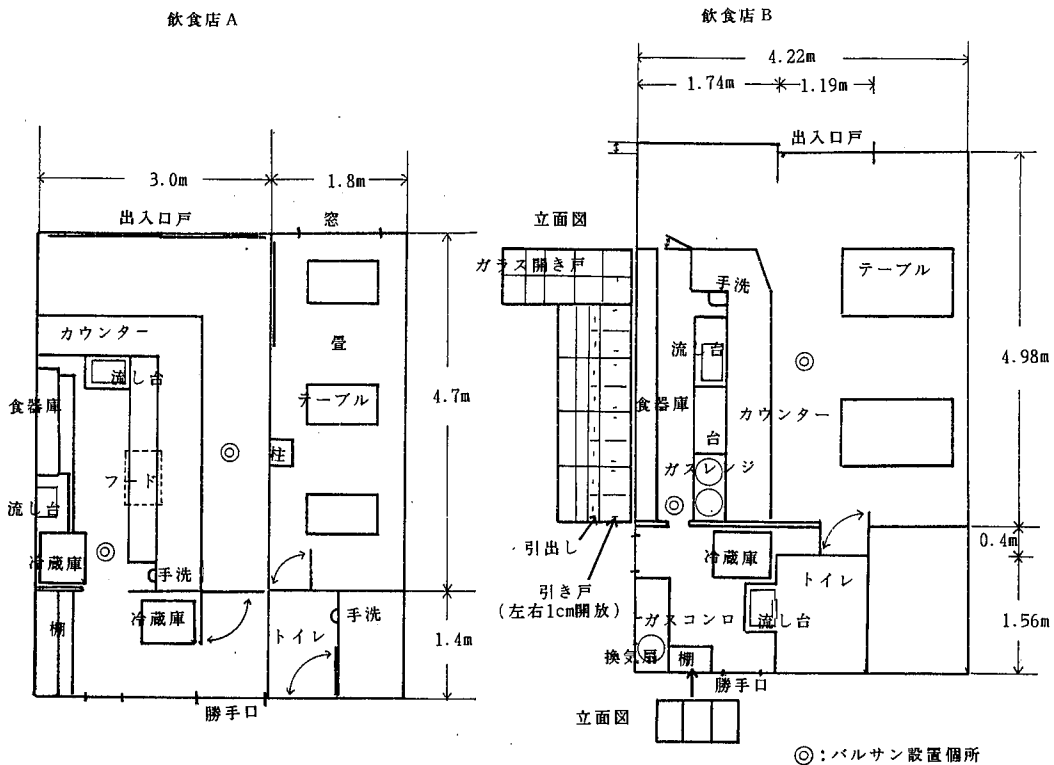 飲食店A
3.0m
1.8m
出入口戸
窓
カウンター
畳
流し台
食器庫
テーブル
4.7m
柱
フード
流し台
冷蔵庫
手洗
棚
冷蔵庫
手洗
トイレ
1.4m
勝手口
飲食店B
4.22m
1.74m
1.19m
出入口戸
立面図
ガラス開き戸
テーブル
手洗
流し台
4.98m
食器庫
カウンター
台
ガスレンジ
引出し
冷蔵庫
0.4m
引き戸
(左右1cm開放)
トイレ
ガスコンロ
流し台
1.56m
換気扇
棚
勝手口
立面図
◎:バルサン設置個所